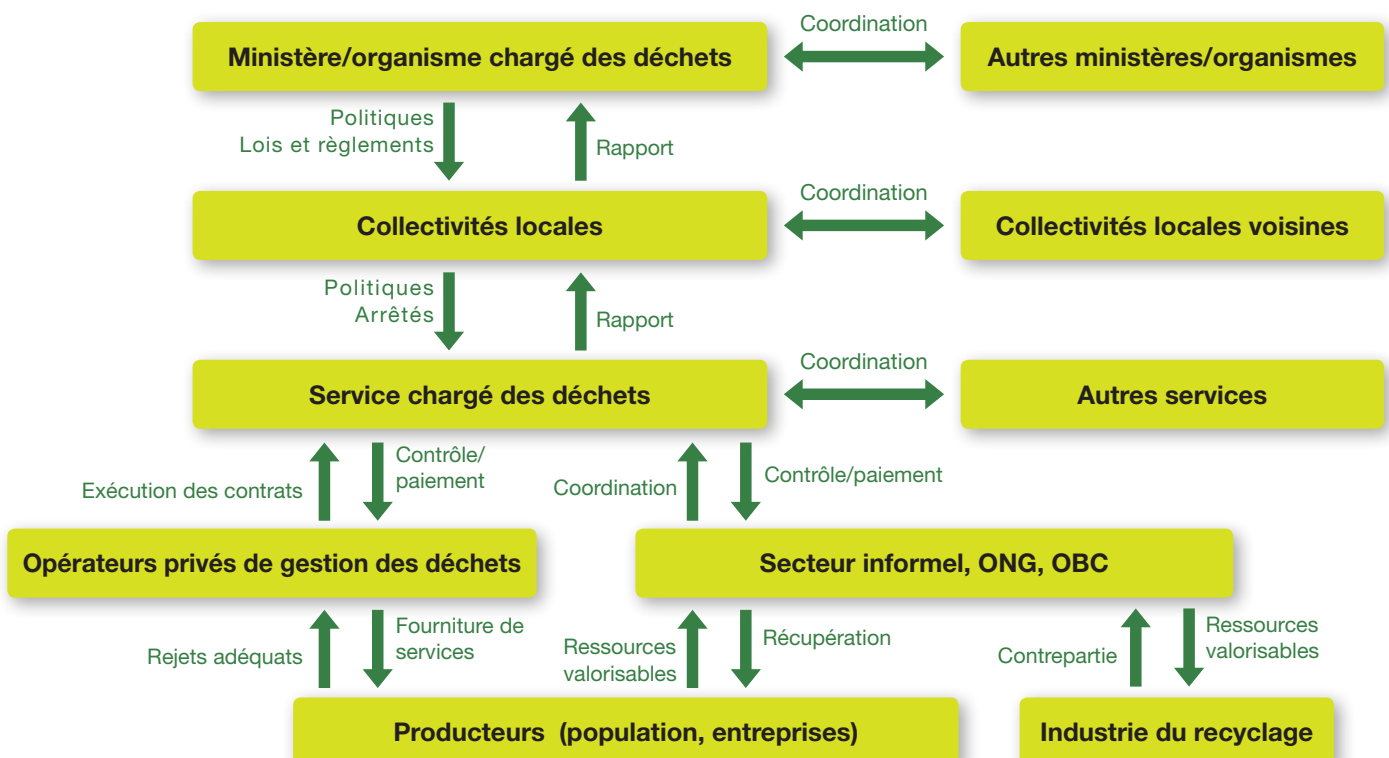 Coordination
Ministère/organisme chargé des déchets
Autres ministères/organismes
Politiques
Lois et règlements
Rapport
Coordination
Collectivités locales
Collectivités locales voisines
Politiques
Arrêtés
Rapport
Coordination
Service chargé des déchets
Autres services
Exécution des contrats
Contrôle/
paiement
Coordination
Contrôle/paiement
Opérateurs privés de gestion des déchets
Secteur informel, ONG, OBC
Rejets adéquats
Fourniture de
services
Ressources
valorisables
Récupération
Contrepartie
Ressources
valorisables
Producteurs (population, entreprises)
Industrie du recyclage